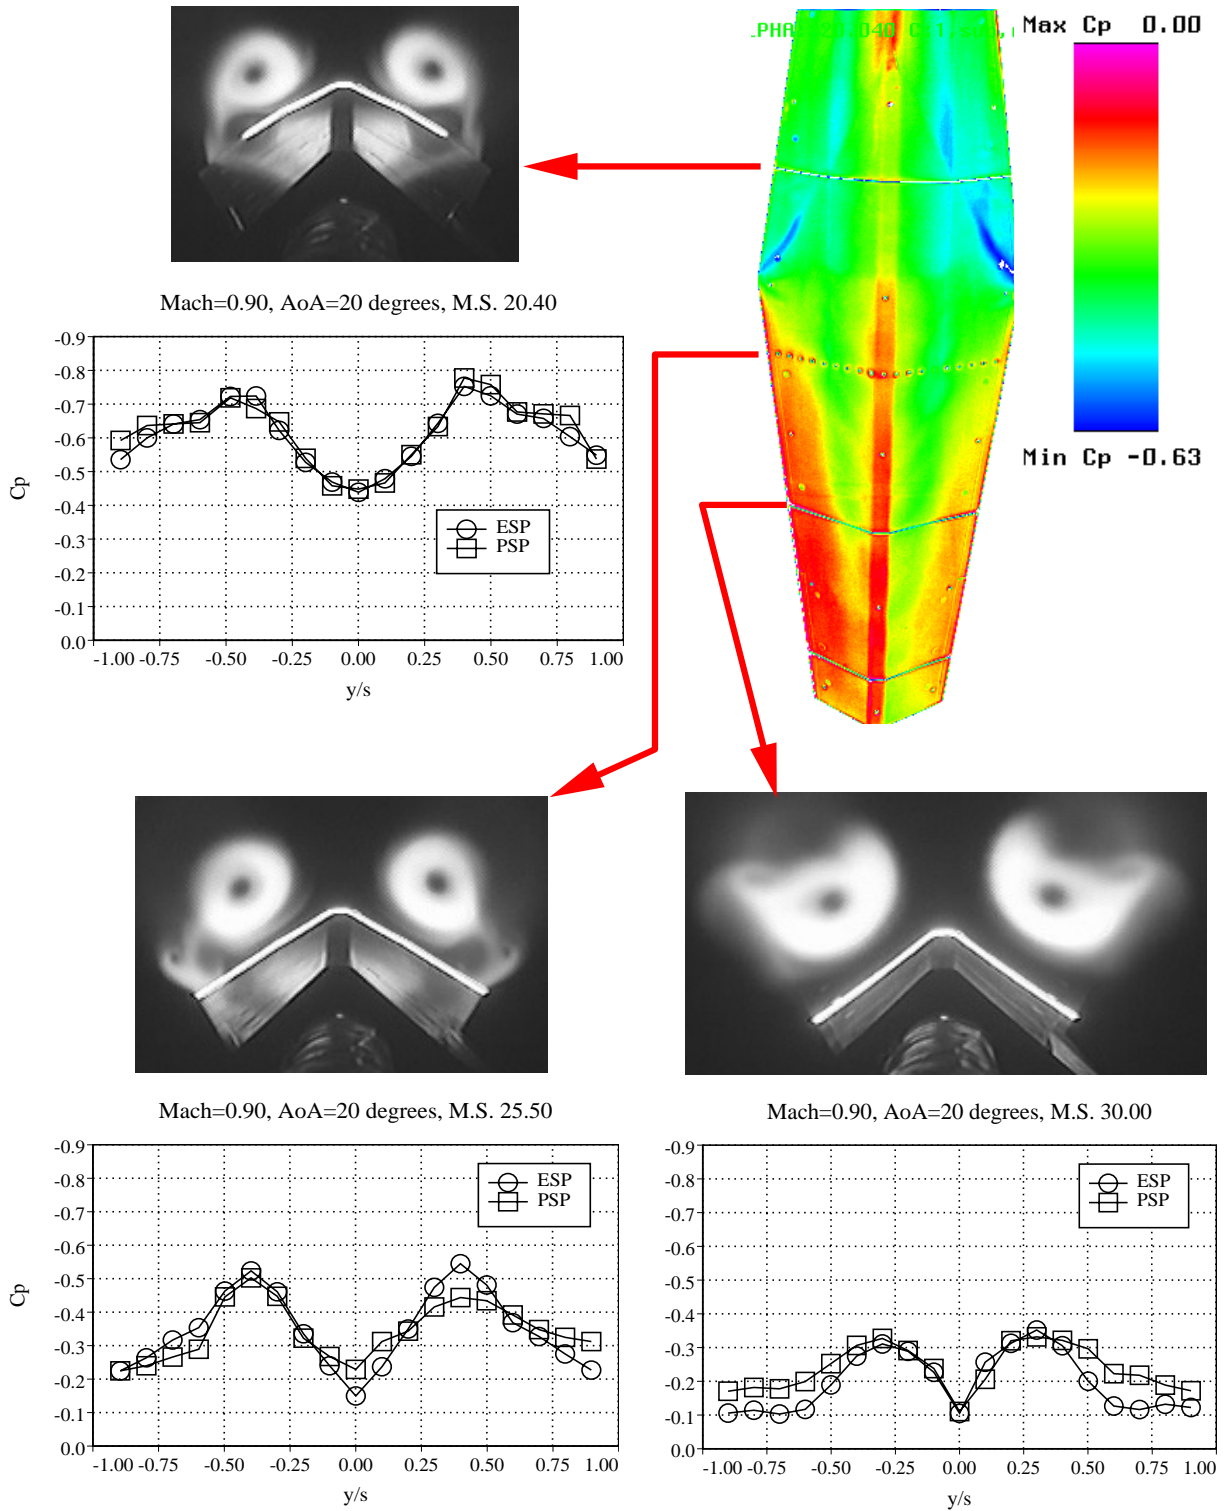 Max Cp 0.00
Min Cp -0.63
Mach=0.90, AoA=20 degrees, M.S. 20.40
-0.9
-0.8
-0.7
-0.6
-0.5
-0.4
-0.3
-0.2
-0.1
0.0
Cp
ESP
PSP
-1.00 -0.75 -0.50 -0.25 0.00 0.25 0.50 0.75 1.00
y/s
Mach=0.90, AoA=20 degrees, M.S. 25.50
-0.9
-0.8
-0.7
-0.6
-0.5
-0.4
-0.3
-0.2
-0.1
0.0
Cp
ESP
PSP
-1.00 -0.75 -0.50 -0.25 0.00 0.25 0.50 0.75 1.00
y/s
Mach=0.90, AoA=20 degrees, M.S. 30.00
-0.9
-0.8
-0.7
-0.6
-0.5
-0.4
-0.3
-0.2
-0.1
0.0
ESP
PSP
-1.00 -0.75 -0.50 -0.25 0.00 0.25 0.50 0.75 1.00
y/s